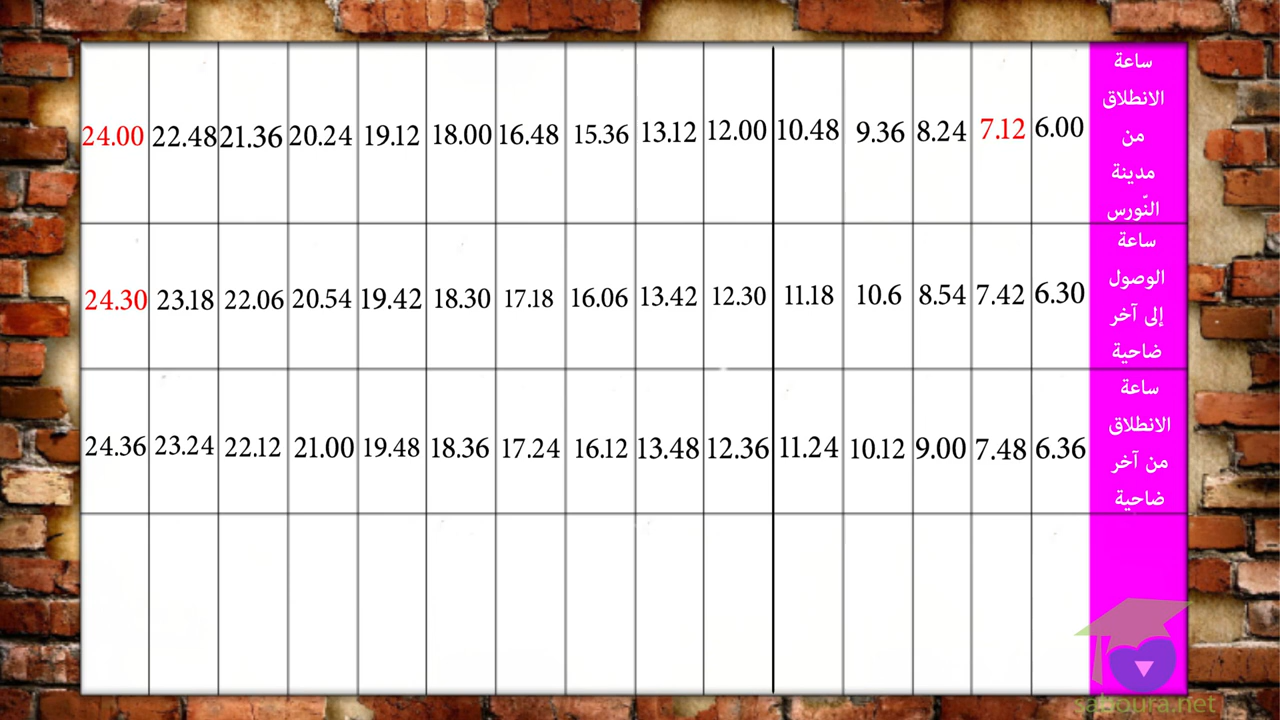 ساعة
الانطلاق
من
مدينة
النّورس
6.00 7.12 8.24 9.36 10.48 12.00 13.12 15.36 16.48 18.00 19.12 20.24 21.36 22.48 24.00
ساعة
الوصول
إلى آخر
ضاحية
6.30 7.42 8.54 10.6 11.18 12.30 13.42 16.06 17.18 18.30 19.42 20.54 22.06 23.18 24.30
ساعة
الانطلاق
من آخر
ضاحية
6.36 7.48 9.00 10.12 11.24 12.36 13.48 16.12 17.24 18.36 19.48 21.00 22.12 23.24 24.36
saboura.net